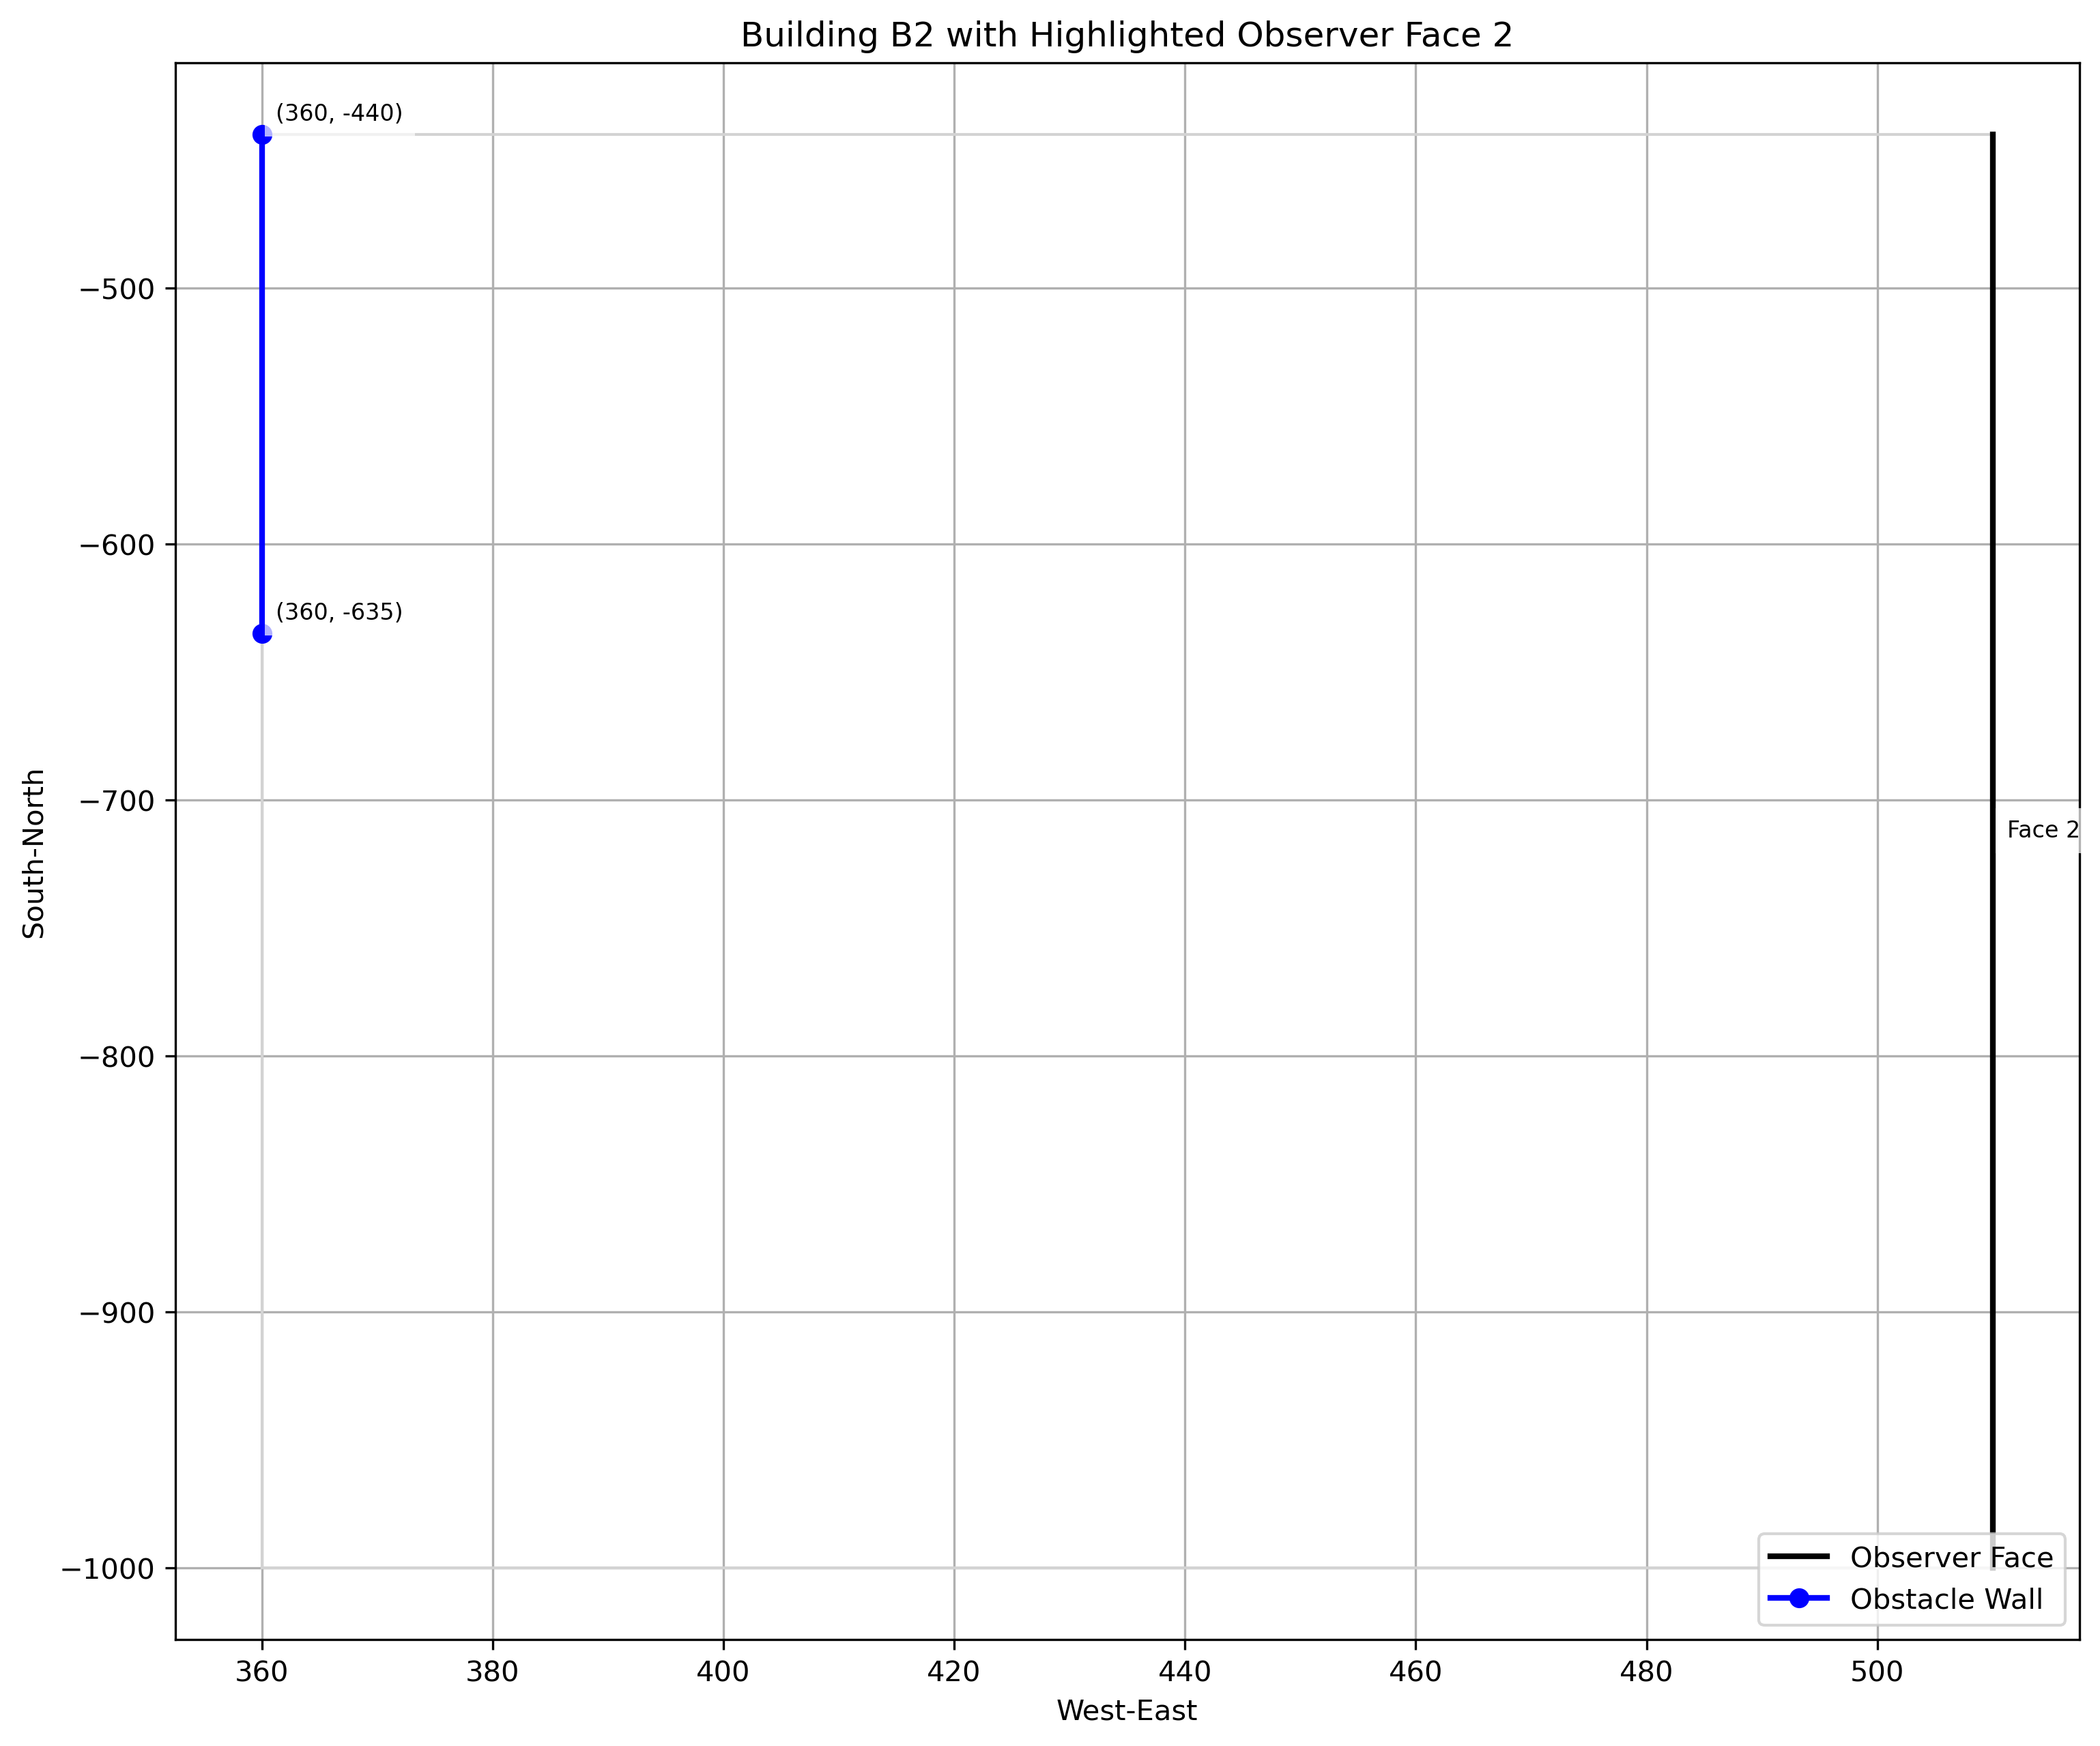 Building B2 with Highlighted Observer Face 2
(360, -440)
−500
−600
(360, -635)
−700
Face 2
−800
−900
−1000
South-North
Observer Face
Obstacle Wall
360 380 400 420 440 460 480 500
West-East